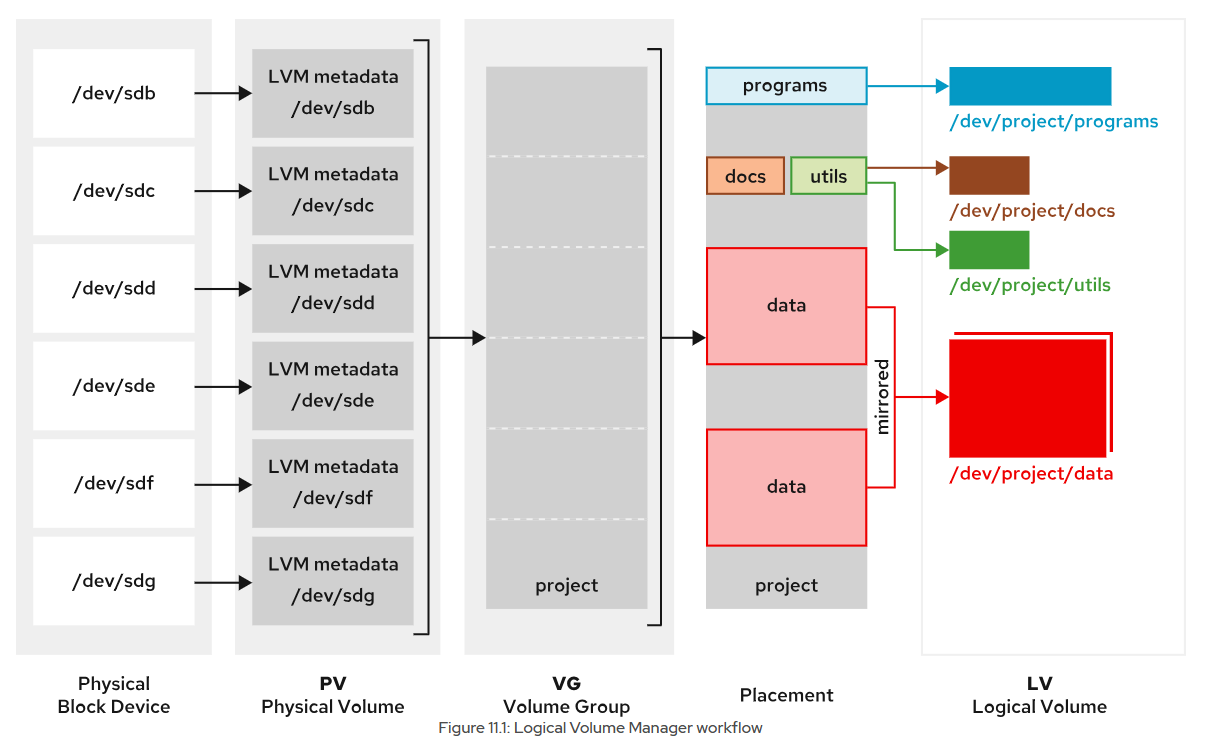 /dev/sdb
/dev/sdc
/dev/sdd
/dev/sde
/dev/sdf
/dev/sdg
Physical
Block Device
LVM metadata
/dev/sdb
LVM metadata
/dev/sdc
LVM metadata
/dev/sdd
LVM metadata
/dev/sde
LVM metadata
/dev/sdf
LVM metadata
/dev/sdg
PV
Physical Volume
project
VG
Volume Group
programs
docs
utils
data
mirrored
data
project
Placement
/dev/project/programs
/dev/project/docs
/dev/project/utils
/dev/project/data
LV
Logical Volume
Figure 11.1: Logical Volume Manager workflow